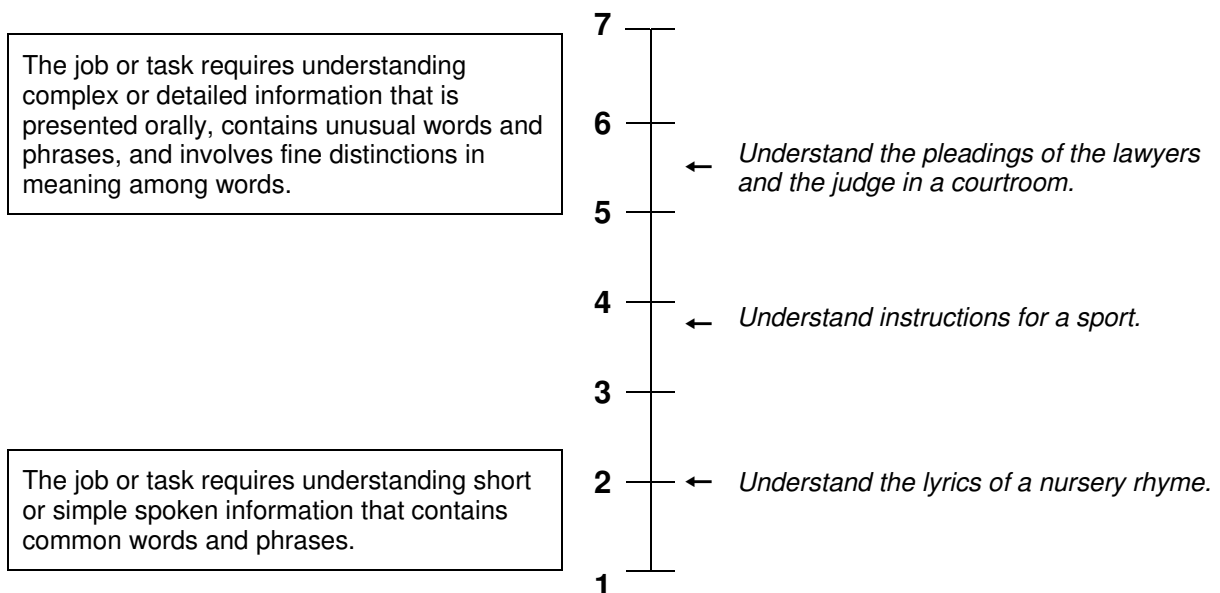 7
The job or task requires understanding
complex or detailed information that is
presented orally, contains unusual words and
phrases, and involves fine distinctions in
meaning among words.
6
Understand the pleadings of the lawyers
and the judge in a courtroom.
5
4
Understand instructions for a sport.
3
The job or task requires understanding short
or simple spoken information that contains
common words and phrases.
2
Understand the lyrics of a nursery rhyme.
1